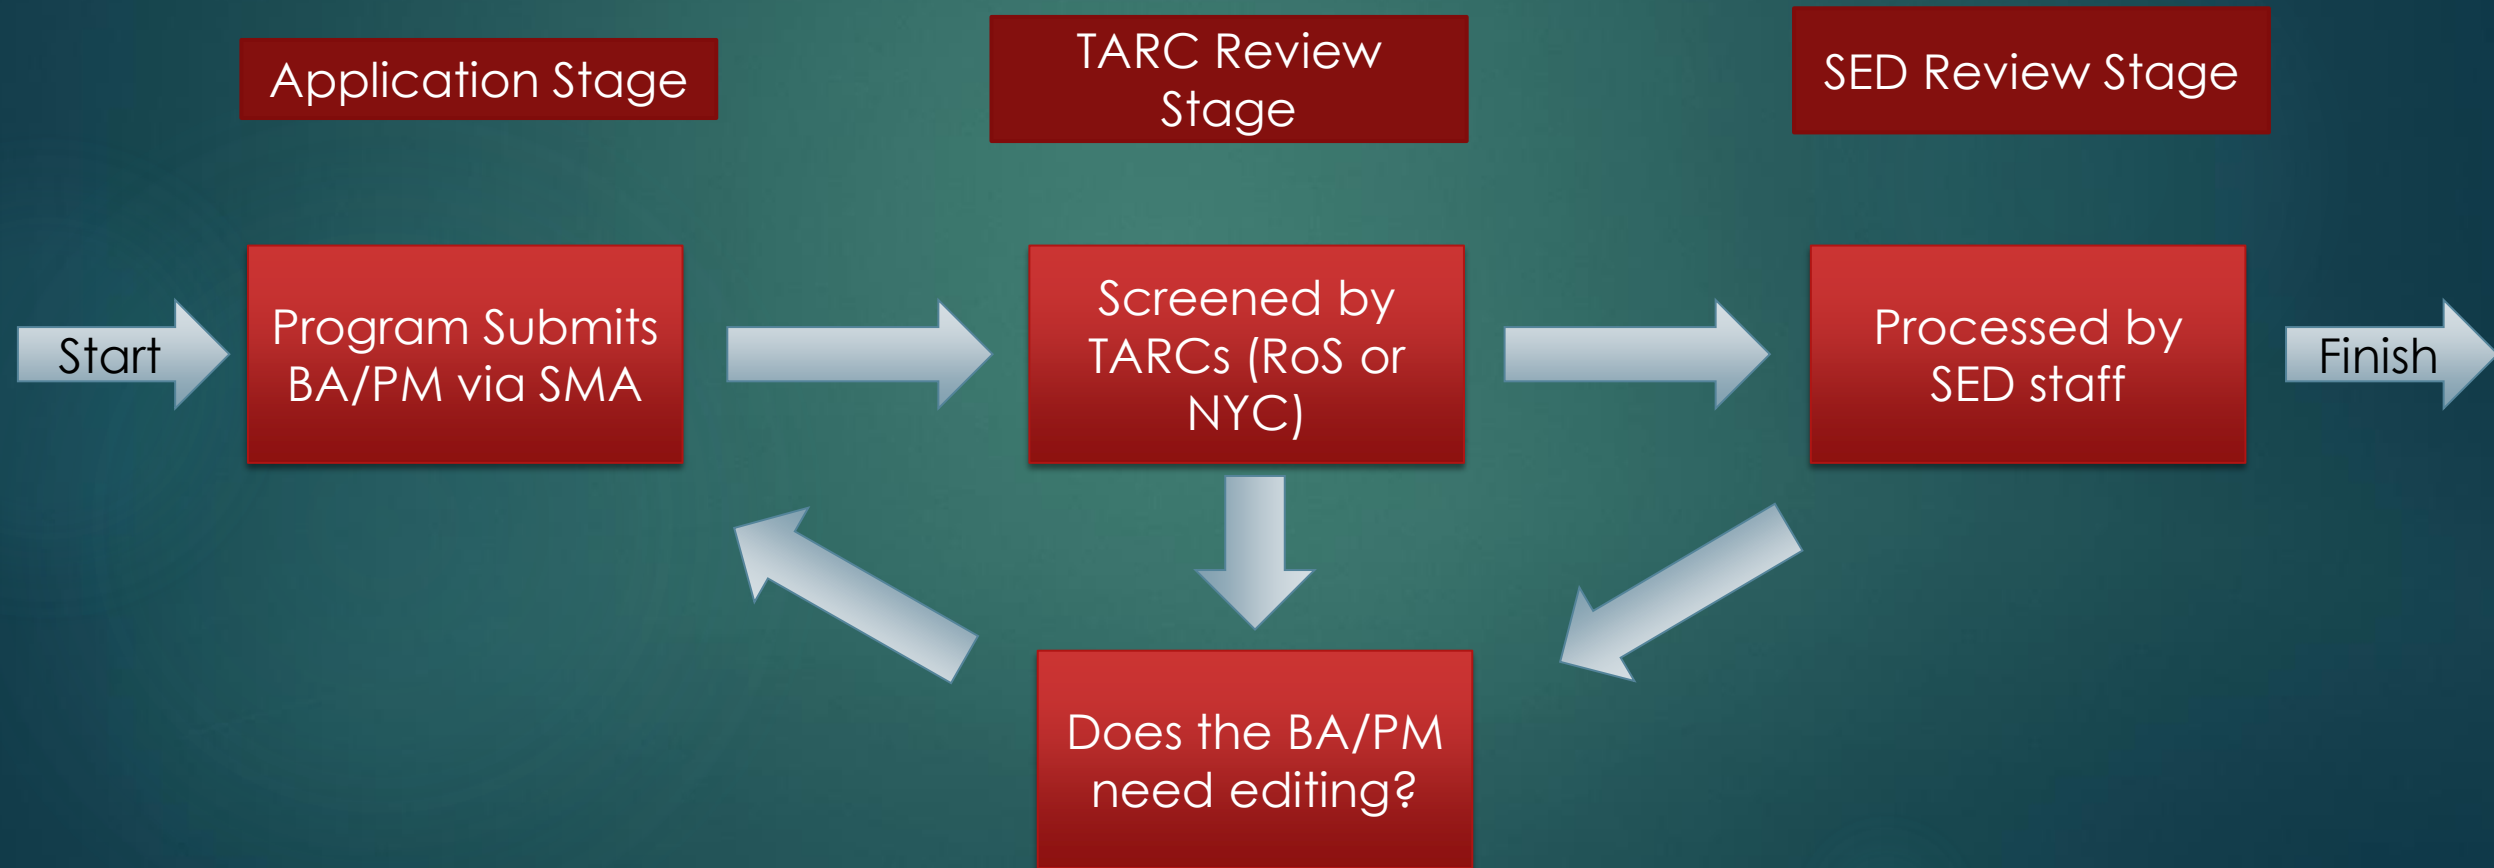 Application Stage
TARC Review
Stage
SED Review Stage
Start
Program Submits
BA/PM via SMA
Screened by
TARCs (RoS or
NYC)
Processed by
SED staff
Finish
Does the BA/PM
need editing?